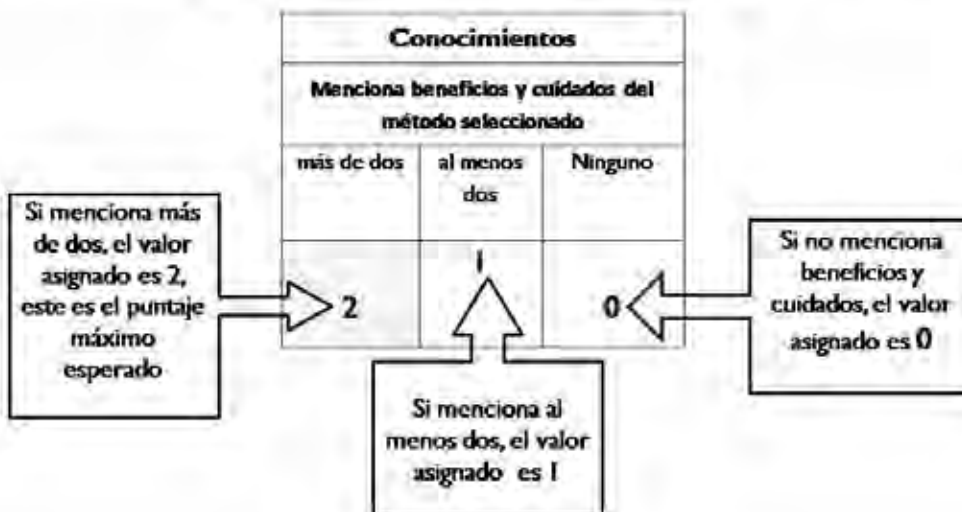 Conocimientos
Menciona beneficios y cuidados del
método seleccionado
más de dos
al menos
dos
Ninguno
Si menciona más
de dos, el valor
asignado es 2,
este es el puntaje
máximo
esperado
2
1
0
Si no menciona
beneficios y
cuidados, el valor
asignado es 0
Si menciona al
menos dos, el valor
asignado es 1